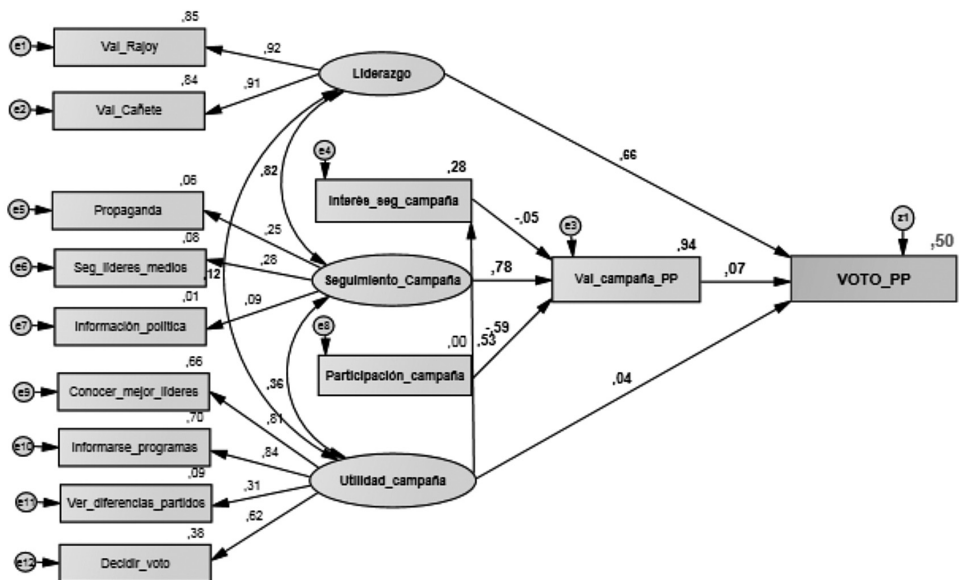 ,85
e1
Val_Rajoy
,92
Liderazgo
,84
,91
e2
Val_Cañete
e4
,28
,66
,82
Interés_seg_campaña
,06
e5
Propaganda
-,05
e3
z1
,25
,94
,50
,08
e6
Seg_líderes_medios
,28
,12
Seguimiento_Campaña
,78
Val_campaña_PP
,07
VOTO_PP
,01
,09
e7
Información_política
e8
,00
,53
-,59
,66
,36
Participación_campaña
,04
e9
Conocer_mejor_líderes
,81
,70
e10
Informarse_programas
,84
,09
Utilidad_campaña
,31
e11
Ver_diferencias_partidos
,62
,38
e12
Decidir_voto